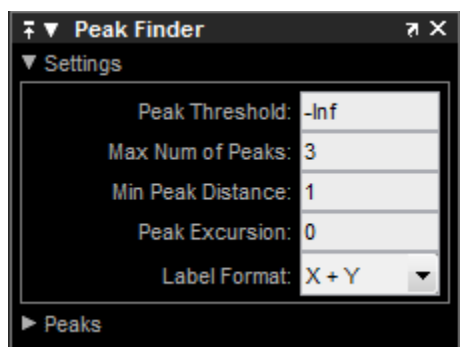 Peak Finder
Settings
Peak Threshold: -Inf
Max Num of Peaks: 3
Min Peak Distance: 1
Peak Excursion: 0
Label Format: X + Y
Peaks